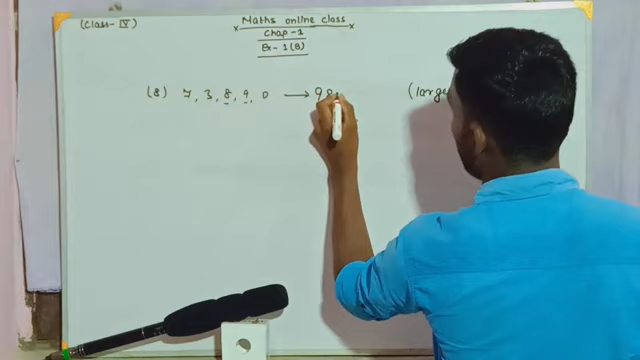 (Class-IV)
Maths online class
Chap-1
Ex-1(B)
(8) 7, 3, 8, 9, 0 → 98
(large